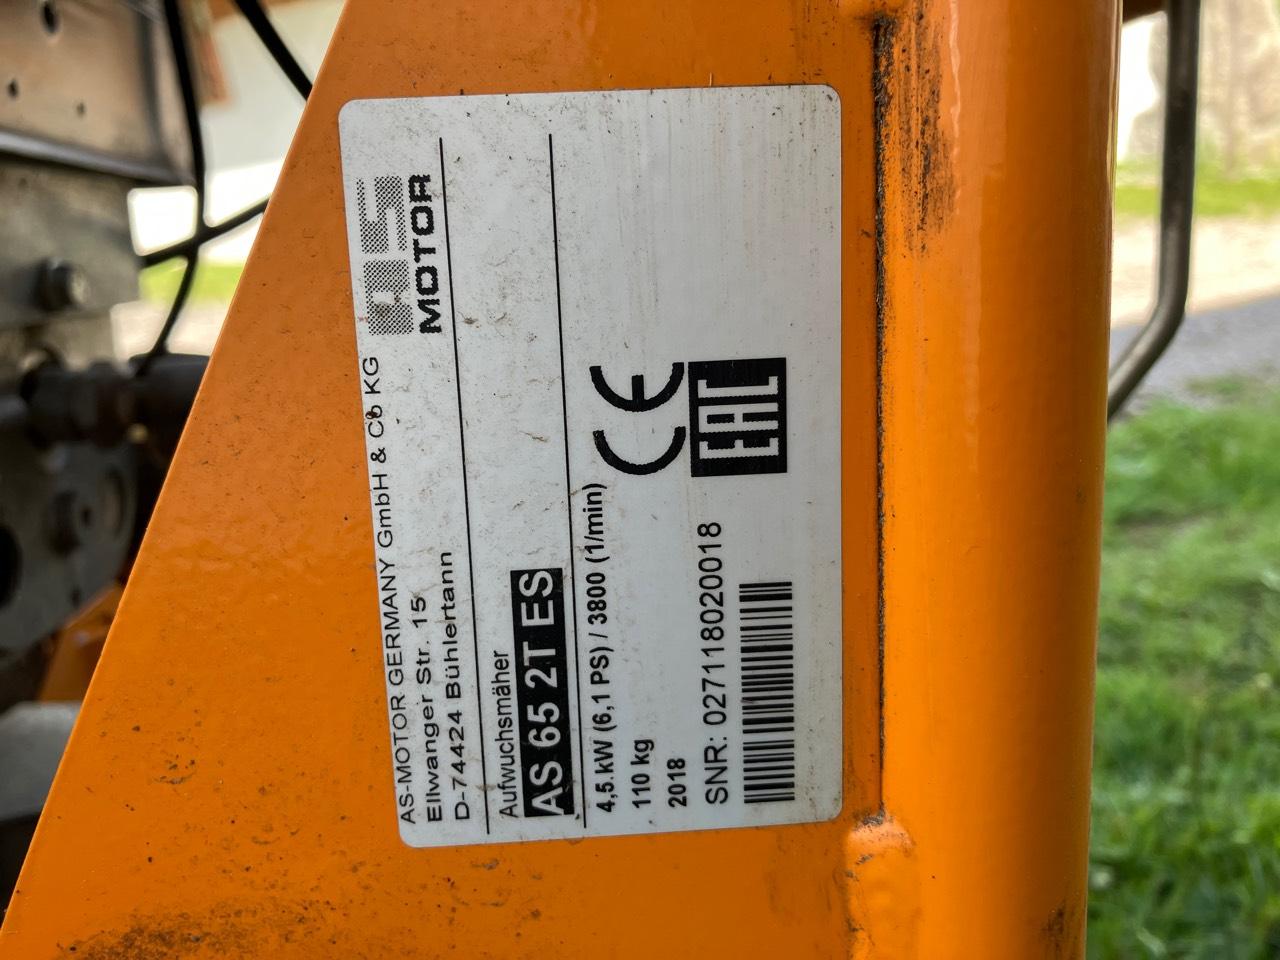 AS
MOTOR
AS-MOTOR GERMANY GmbH & Co KG
Ellwanger Str. 15
D-74424 Bühlertann
Aufwuchsmäher
AS 65 2T ES
4,5 kW (6,1 PS) / 3800 (1/min)
110 kg
2018
SNR: 027118020018
CE
EAC